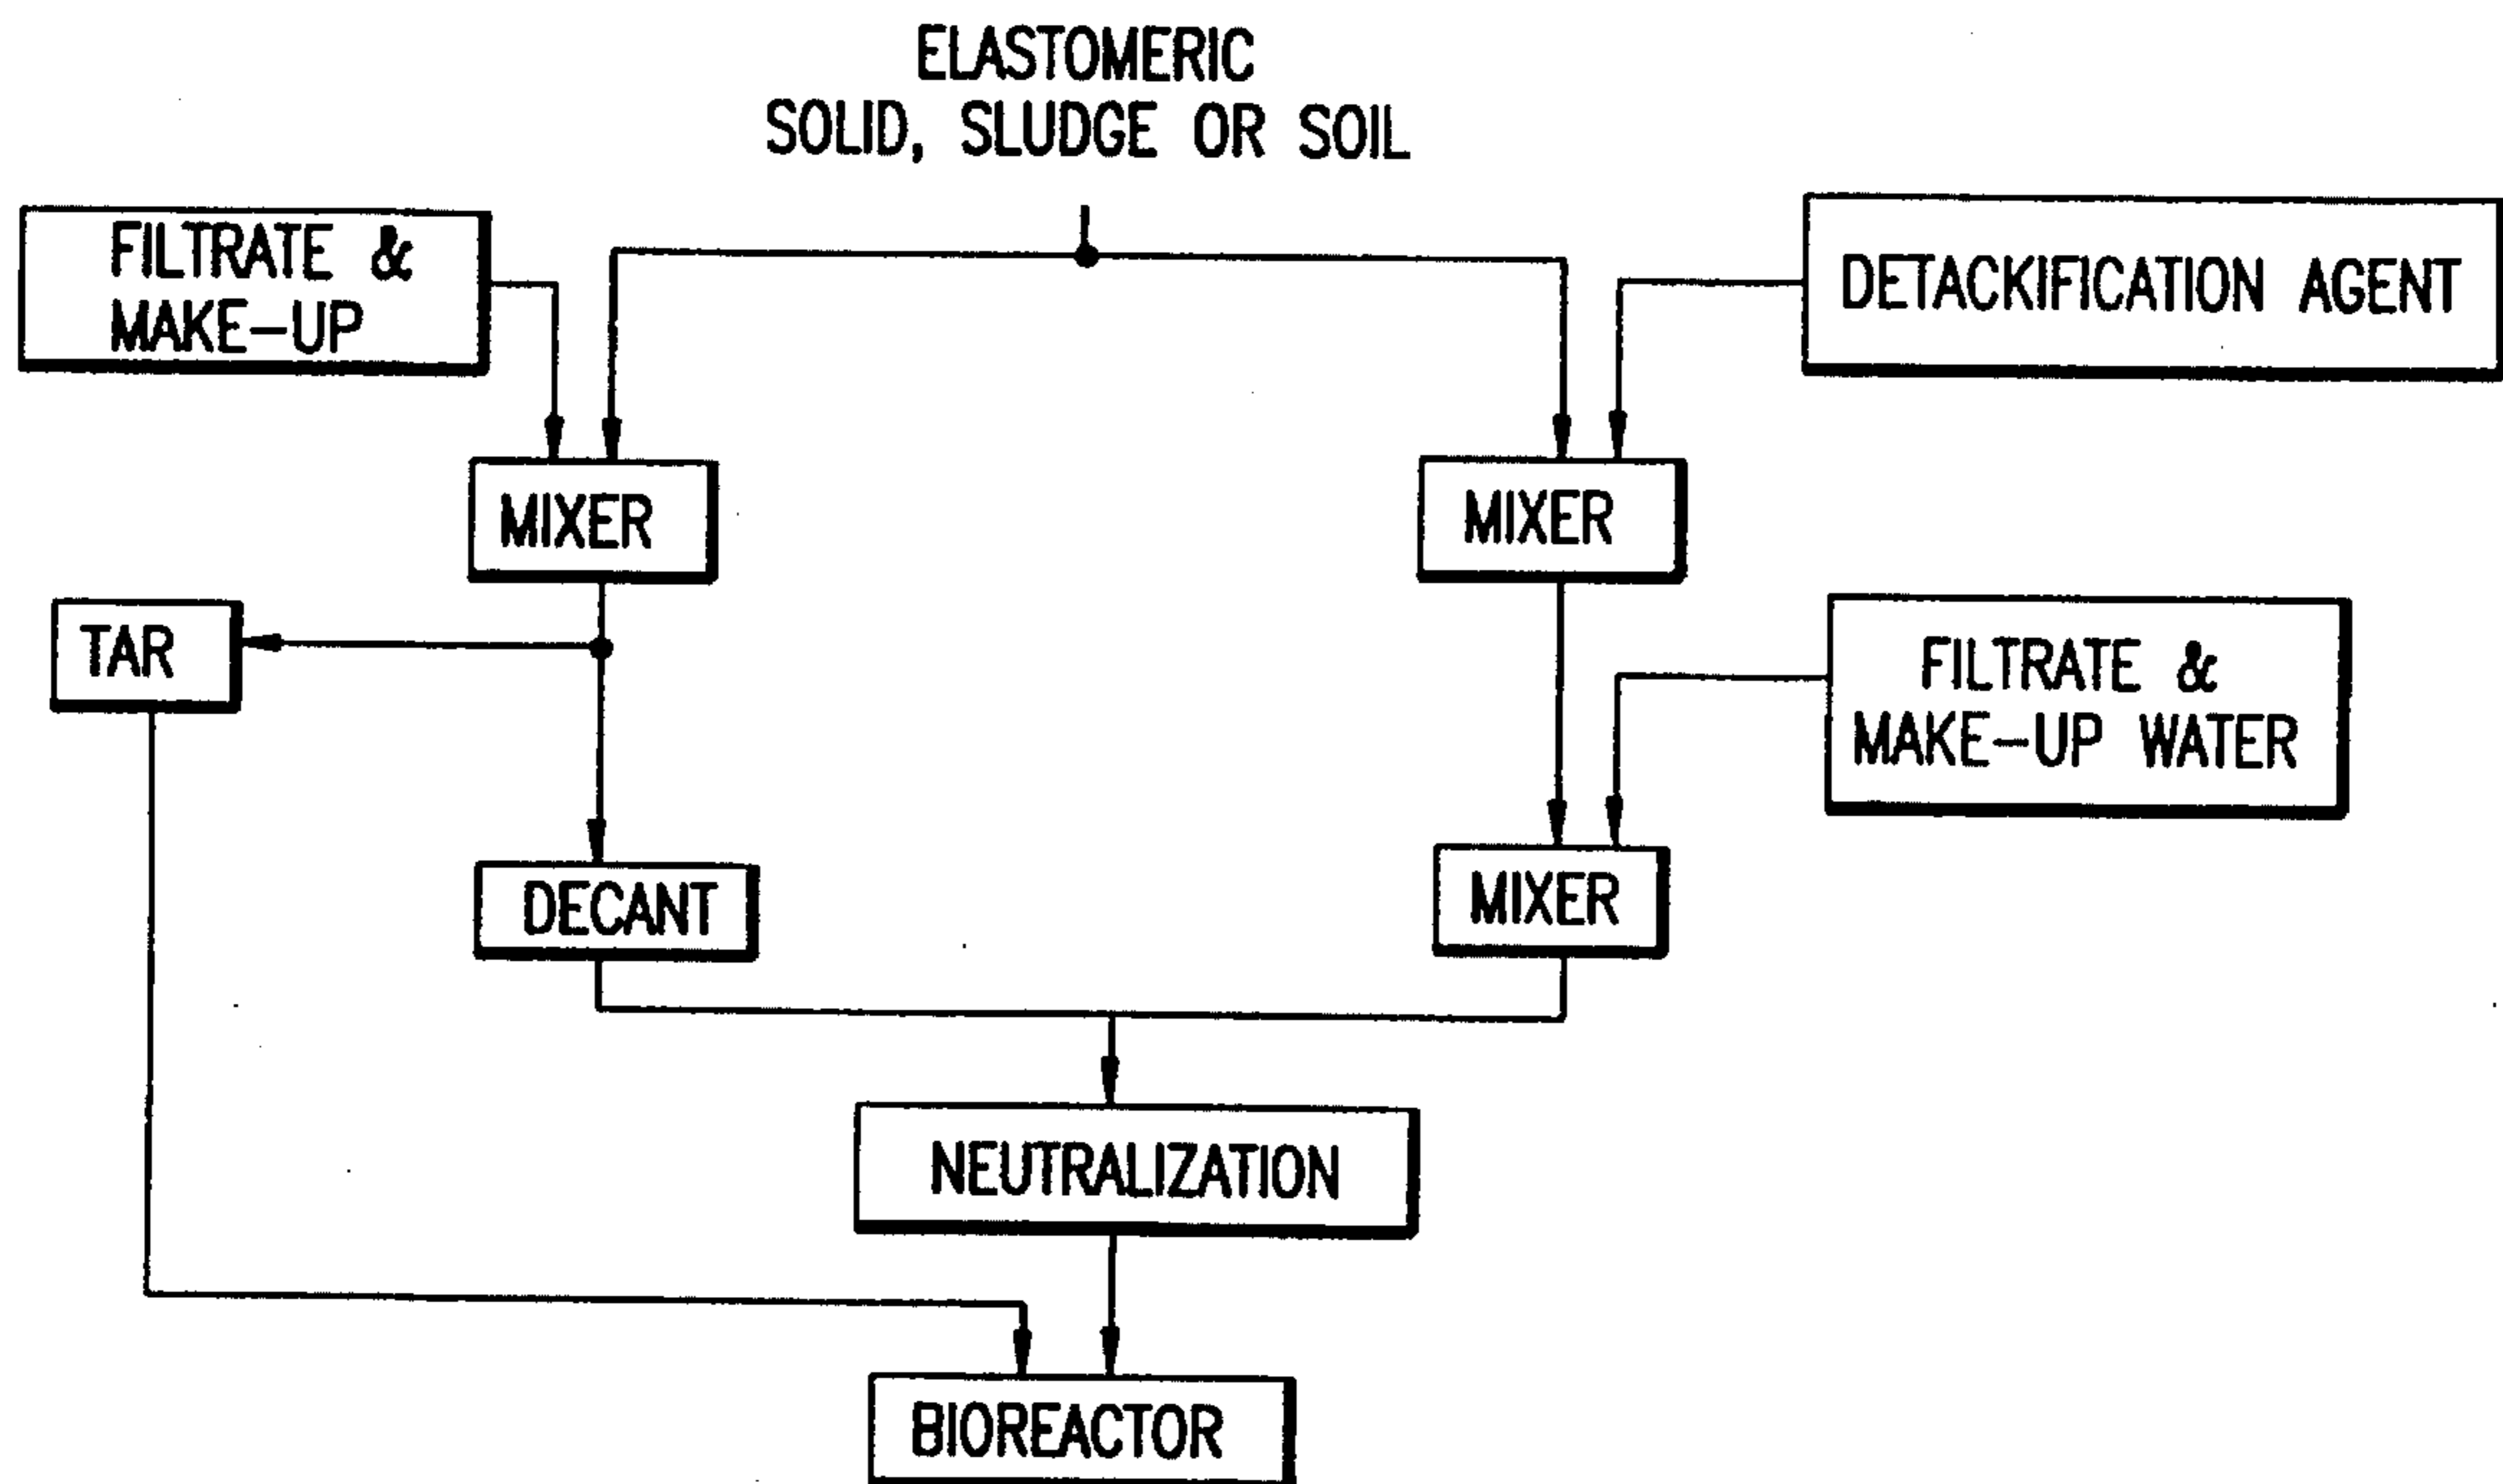 ELASTOMERIC
SOLID, SLUDGE OR SOIL
FILTRATE &
MAKE-UP
DETACKIFICATION AGENT
MIXER
MIXER
TAR
FILTRATE &
MAKE-UP WATER
DECANT
MIXER
NEUTRALIZATION
BIOREACTOR